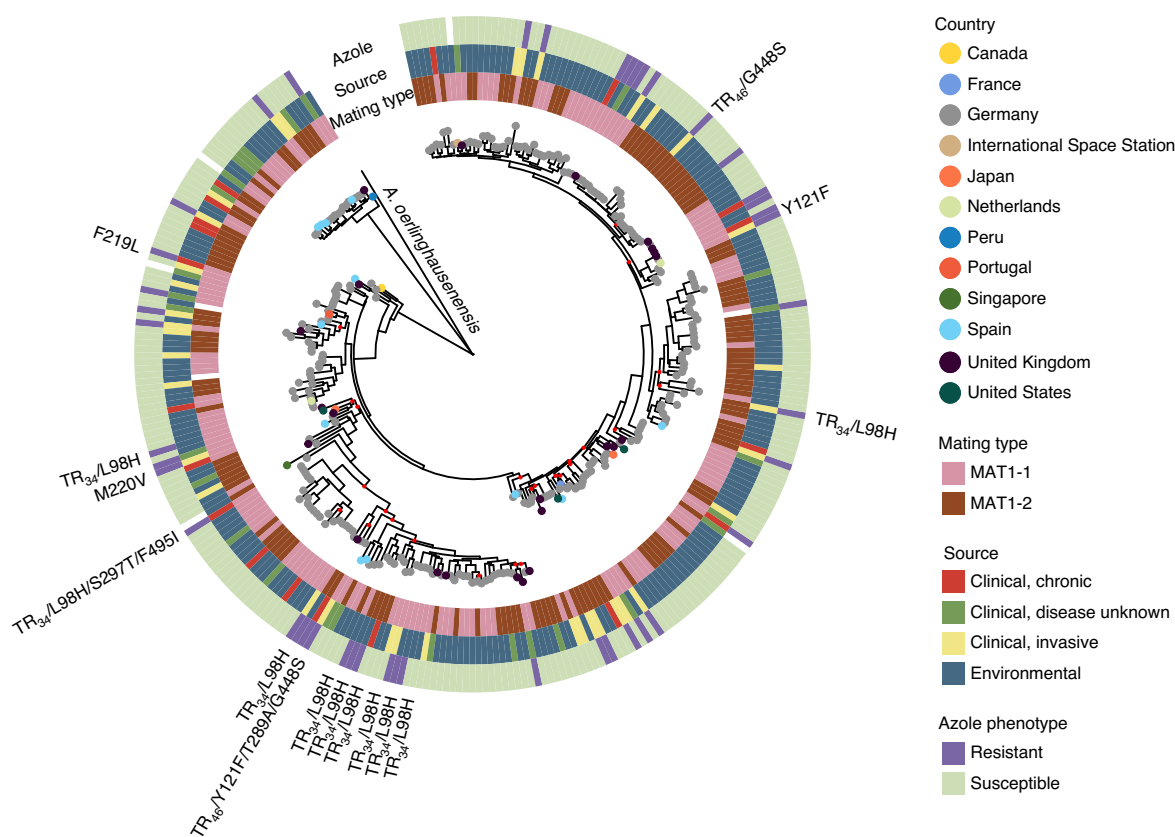 Azole
Source
Mating type
A. oerlinghausenensis
TR46/G448S
Y121F
TR34/L98H
F219L
TR34/L98H
M220V
TR34/L98H/S297T/F495I
TR34/L98H
TR46/Y121F/T289A/G448S
TR34/L98H
TR34/L98H
TR34/L98H
TR34/L98H
TR34/L98H
TR34/L98H
Country
Canada
France
Germany
International Space Station
Japan
Netherlands
Peru
Portugal
Singapore
Spain
United Kingdom
United States
Mating type
MAT1-1
MAT1-2
Source
Clinical, chronic
Clinical, disease unknown
Clinical, invasive
Environmental
Azole phenotype
Resistant
Susceptible